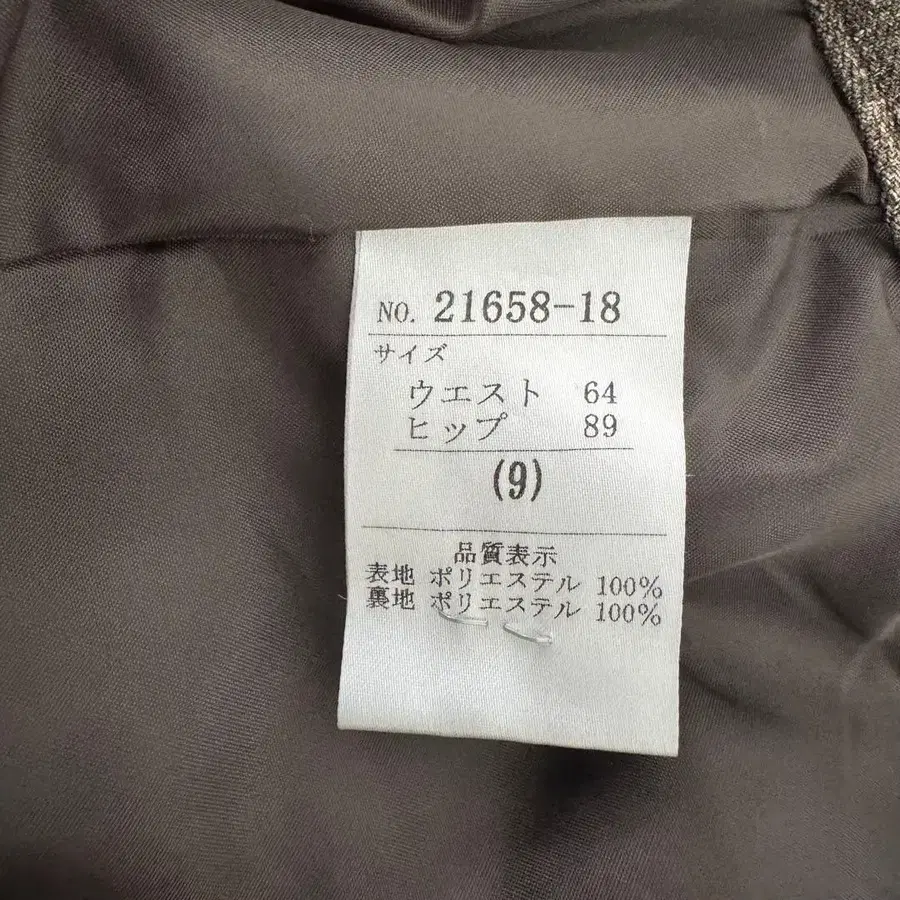 NO. 21658-18
サイズ
ウエスト 64
ヒップ 89
(9)
品質表示
表地 ポリエステル 100%
裏地 ポリエステル 100%